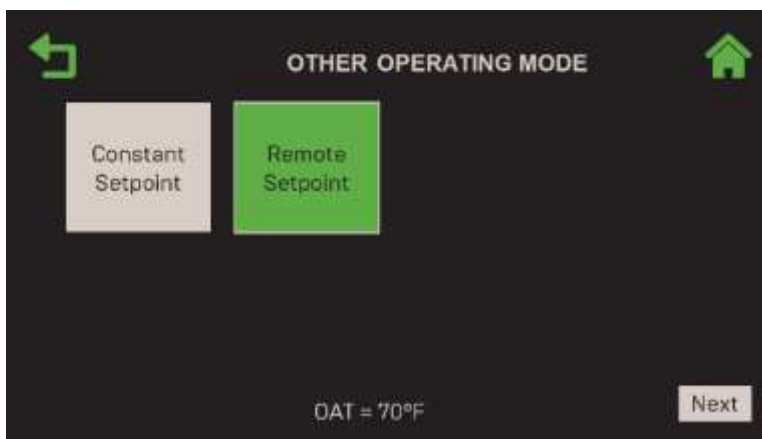 OTHER OPERATING MODE
Constant
Setpoint
Remote
Setpoint
OAT = 70°F
Next